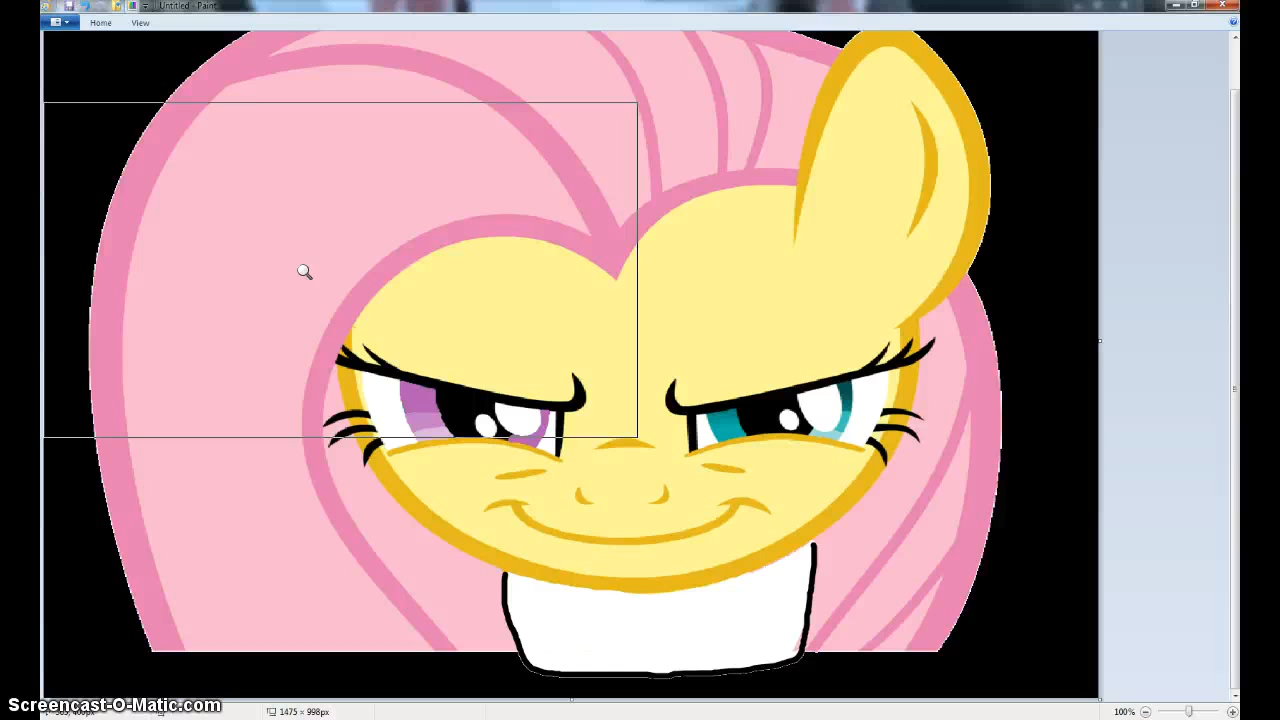 Untitled - Paint
Home View
Screencast-O-Matic.com
1475 × 998px
100%